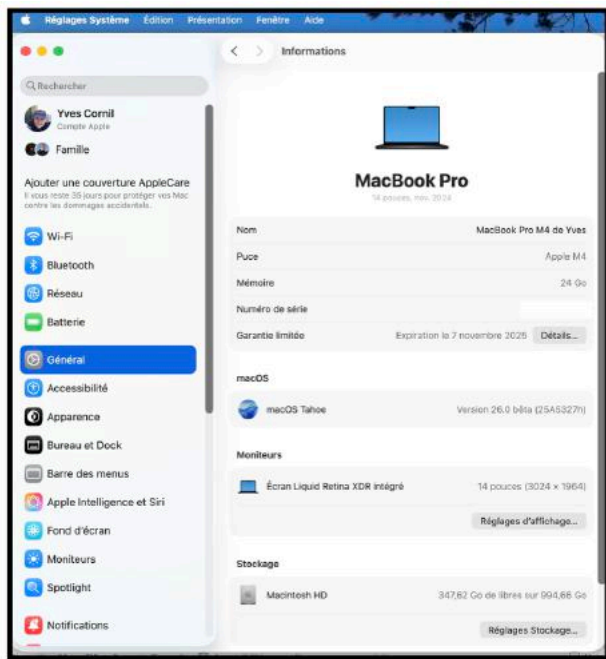 Réglages Système Édition Présentation Fenêtre Aide
Informations
Rechercher
Yves Cornil
Compte Apple
Famille
Ajouter une couverture AppleCare
Il vous reste 35 jours pour protéger vos Mac
contre les dommages accidentels.
Wi-Fi
Bluetooth
Réseau
Batterie
Général
Accessibilité
Apparence
Bureau et Dock
Barre des menus
Apple Intelligence et Siri
Fond d'écran
Moniteurs
Spotlight
Notifications
MacBook Pro
14 pouces, nov. 2024
Nom MacBook Pro M4 de Yves
Puce Apple M4
Mémoire 24 Go
Numéro de série
Garantie limitée Expiration le 7 novembre 2025 Détails...
macOS
macOS Tahoe Version 26.0 bêta (25A5327h)
Moniteurs
Écran Liquid Retina XDR intégré 14 pouces (3024 × 1964)
Réglages d'affichage...
Stockage
Macintosh HD 347,62 Go de libres sur 994,66 Go
Réglages Stockage...